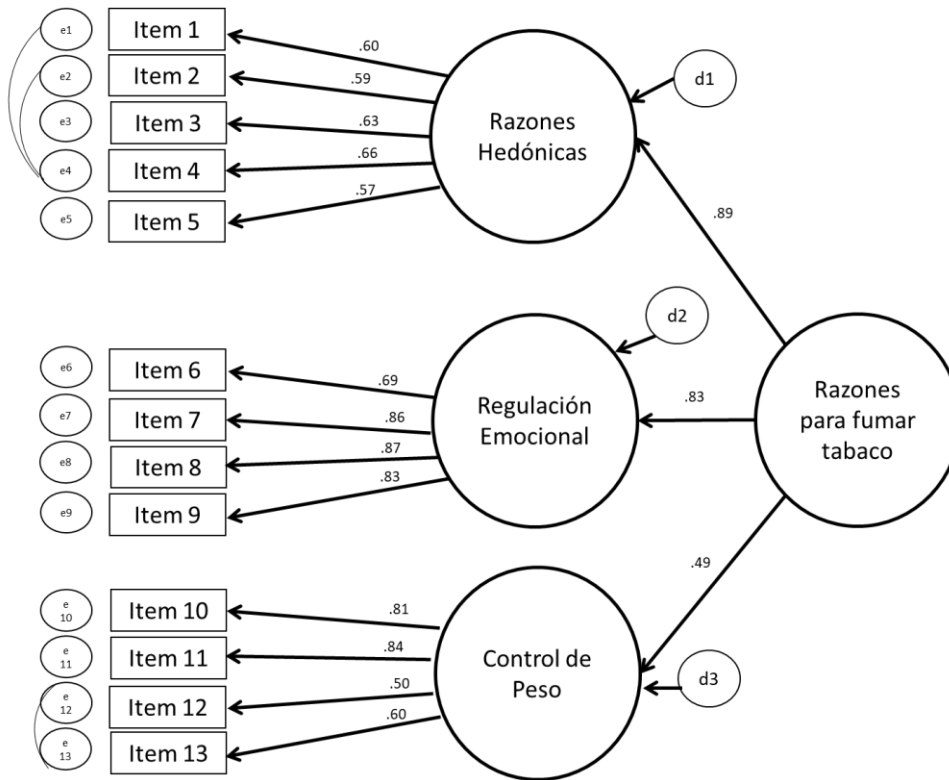 e1
Item 1
.60
e2
Item 2
.59
e3
Item 3
.63
e4
Item 4
.66
e5
Item 5
.57
Razones
Hedónicas
d1
.89
e6
Item 6
.69
e7
Item 7
.86
e8
Item 8
.87
e9
Item 9
.83
Regulación
Emocional
d2
.83
Razones
para fumar
tabaco
.49
e
10
Item 10
.81
e
11
Item 11
.84
e
12
Item 12
.50
e
13
Item 13
.60
Control de
Peso
d3